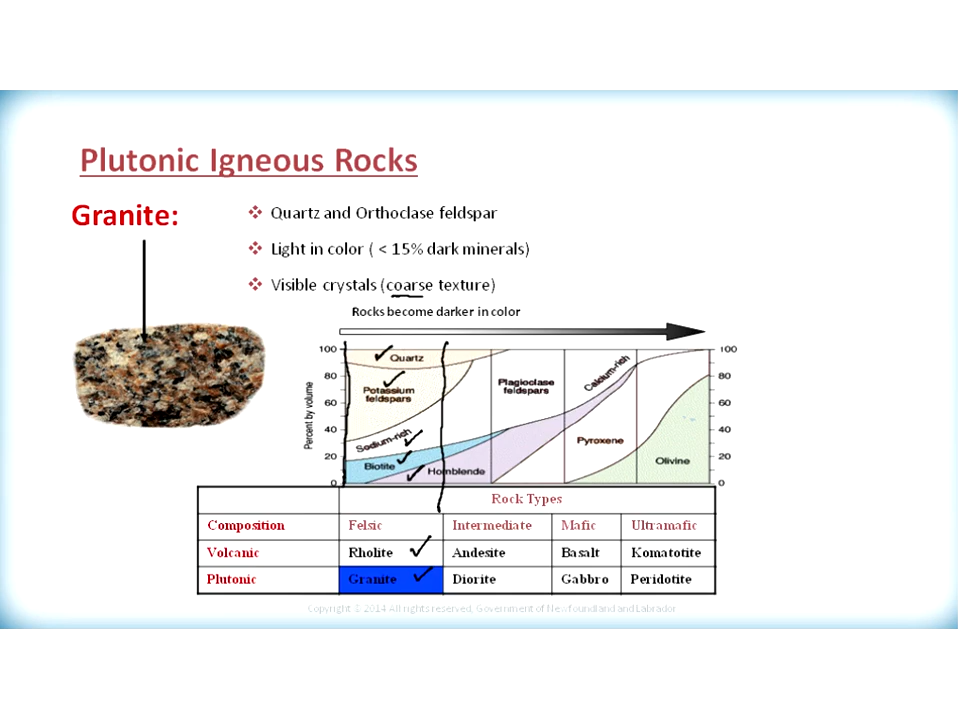 Plutonic Igneous Rocks
Granite:
❖ Quartz and Orthoclase feldspar
❖ Light in color ( < 15% dark minerals)
❖ Visible crystals (coarse texture)
Rocks become darker in color
Percent by volume
100
80
60
40
20
0
Quartz
Potassium
feldspars
Sodium-rich
Biotite
Hornblende
Plagioclase
feldspars
Calcium-rich
Pyroxene
Olivine
100
80
60
40
20
0
Rock Types
Composition Felsic Intermediate Mafic Ultramafic
Volcanic Rholite Andesite Basalt Komatotite
Plutonic Granite Diorite Gabbro Peridotite
Copyright © 2014 All rights reserved, Government of Newfoundland and Labrador